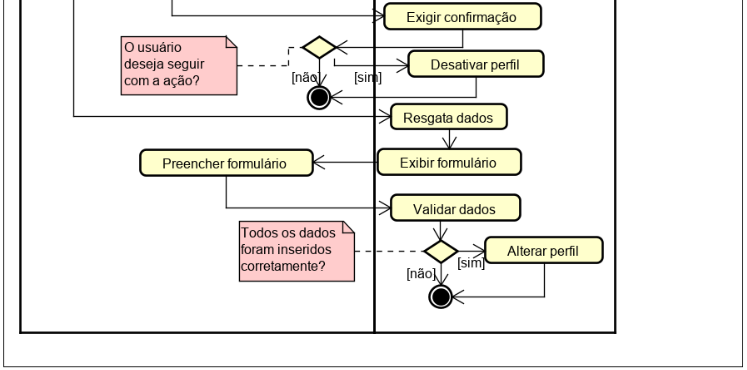 Exigir confirmação
O usuário
deseja seguir
com a ação?
Desativar perfil
[não]
[sim]
Resgata dados
Preencher formulário
Exibir formulário
Validar dados
Todos os dados
foram inseridos
corretamente?
Alterar perfil
[sim]
[não]